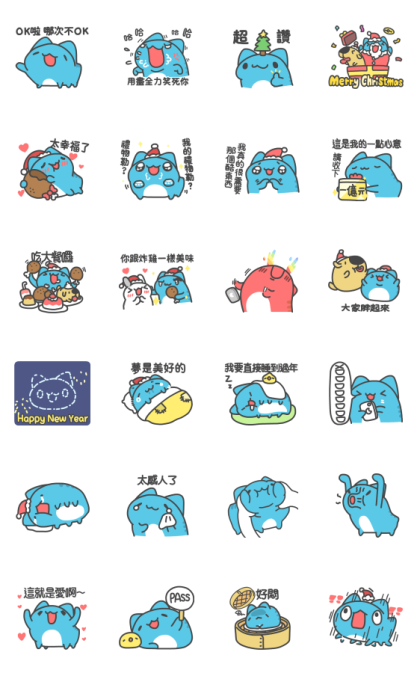 OK啦 哪次不OK
哈哈 哈哈
用盡全力笑死你
超讚
Merry Christmas
太幸福了
禮物勒?
我的禮物勒?
我真的很需要
那個酷東西
這是我的一點心意
請收下
一億元
吃大餐囉
你跟炸雞一樣美味
大家胖起來
Happy New Year
夢是美好的
我要直接睡到過年
Z
z
太感人了
這就是愛啊~
PASS
好悶